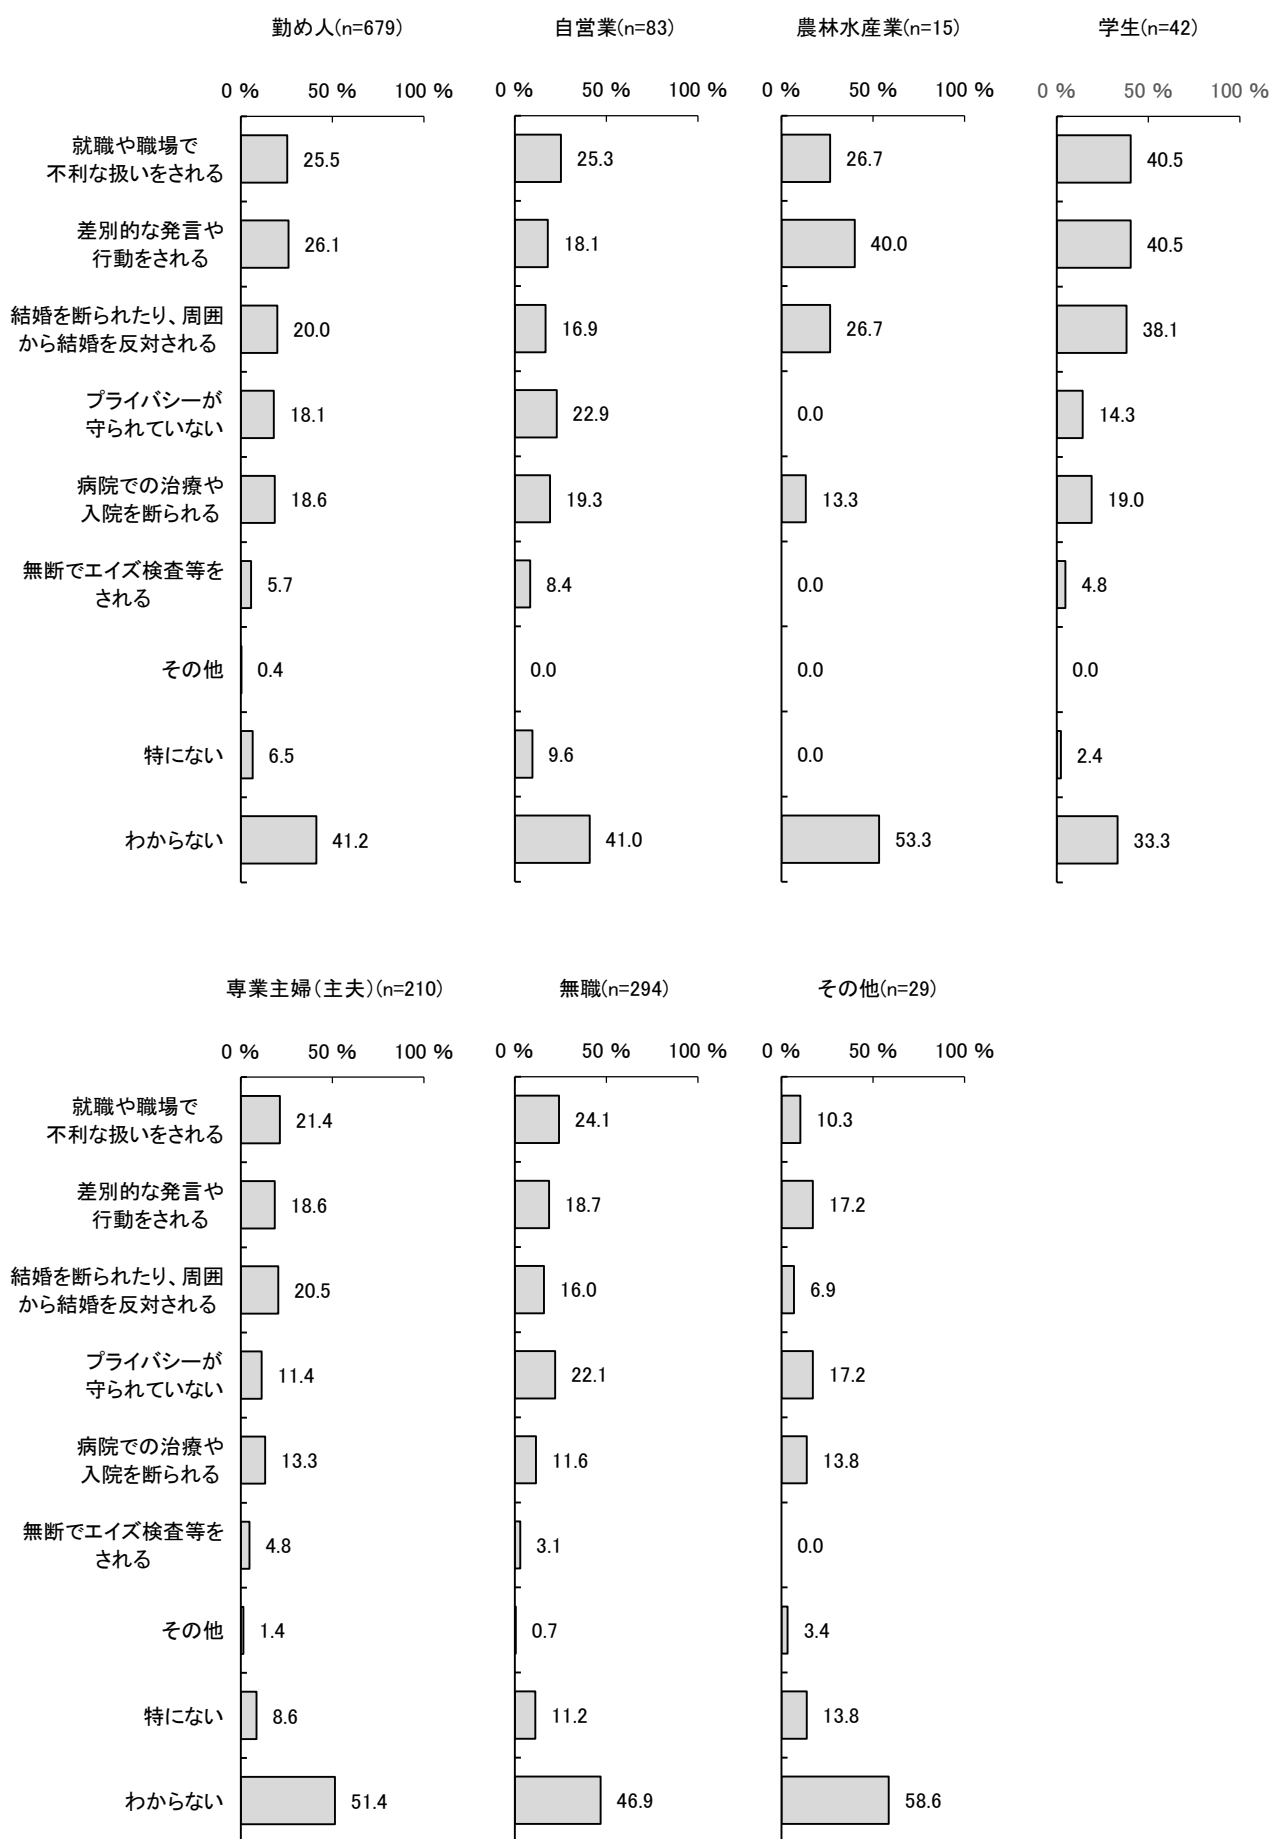 勤め人(n=679)
自営業(n=83)
農林水産業(n=15)
学生(n=42)
0 % 50 % 100 %
0 % 50 % 100 %
0 % 50 % 100 %
0 % 50 % 100 %
就職や職場で
不利な扱いをされる
25.5 25.3 26.7 40.5
差別的な発言や
行動をされる
26.1 18.1 40.0 40.5
結婚を断られたり、周囲
から結婚を反対される
20.0 16.9 26.7 38.1
プライバシーが
守られていない
18.1 22.9 0.0 14.3
病院での治療や
入院を断られる
18.6 19.3 13.3 19.0
無断でエイズ検査等を
される
5.7 8.4 0.0 4.8
その他 0.4 0.0 0.0 0.0
特にない 6.5 9.6 0.0 2.4
わからない 41.2 41.0 53.3 33.3
専業主婦(主夫)(n=210)
無職(n=294)
その他(n=29)
0 % 50 % 100 %
0 % 50 % 100 %
0 % 50 % 100 %
就職や職場で
不利な扱いをされる
21.4 24.1 10.3
差別的な発言や
行動をされる
18.6 18.7 17.2
結婚を断られたり、周囲
から結婚を反対される
20.5 16.0 6.9
プライバシーが
守られていない
11.4 22.1 17.2
病院での治療や
入院を断られる
13.3 11.6 13.8
無断でエイズ検査等を
される
4.8 3.1 0.0
その他 1.4 0.7 3.4
特にない 8.6 11.2 13.8
わからない 51.4 46.9 58.6